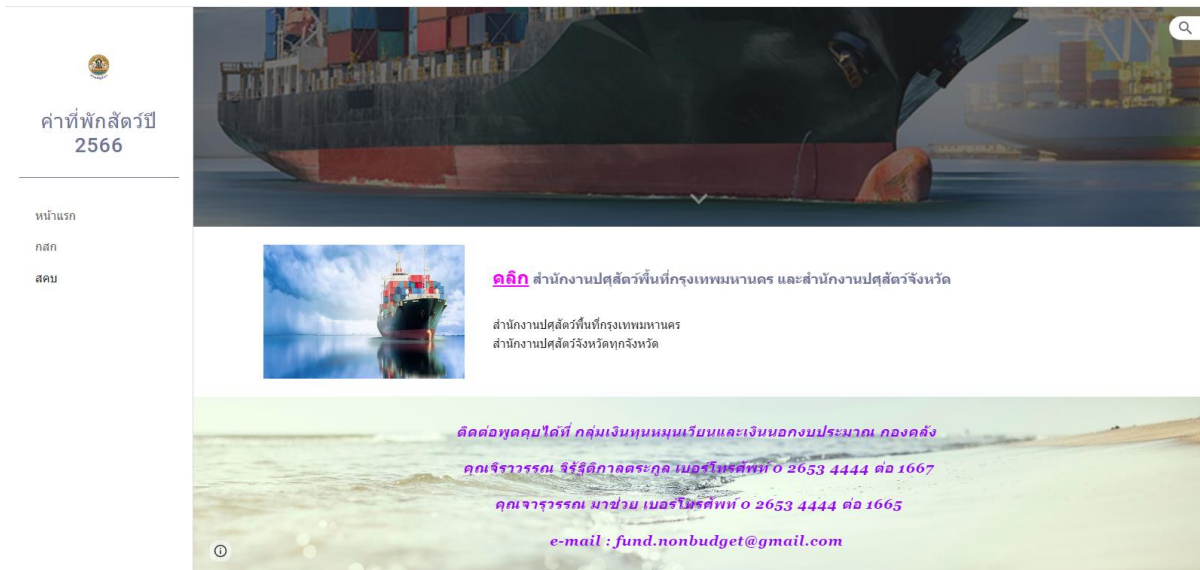 ค่าที่พักสัตว์ปี
2566
หน้าแรก
กสก
สคบ
คลิก สำนักงานปศุสัตว์พื้นที่กรุงเทพมหานคร และสำนักงานปศุสัตว์จังหวัด
สำนักงานปศุสัตว์พื้นที่กรุงเทพมหานคร
สำนักงานปศุสัตว์จังหวัดทุกจังหวัด
ติดต่อพูดคุยได้ที่ กลุ่มเงินทุนหมุนเวียนและเงินนอกงบประมาณ กองคลัง
คุณจิราวรรณ จิรัฐิติกาลตระกูล เบอร์โทรศัพท์ 0 2653 4444 ต่อ 1667
คุณจารุวรรณ มาช่วย เบอร์โทรศัพท์ 0 2653 4444 ต่อ 1665
e-mail : fund.nonbudget@gmail.com